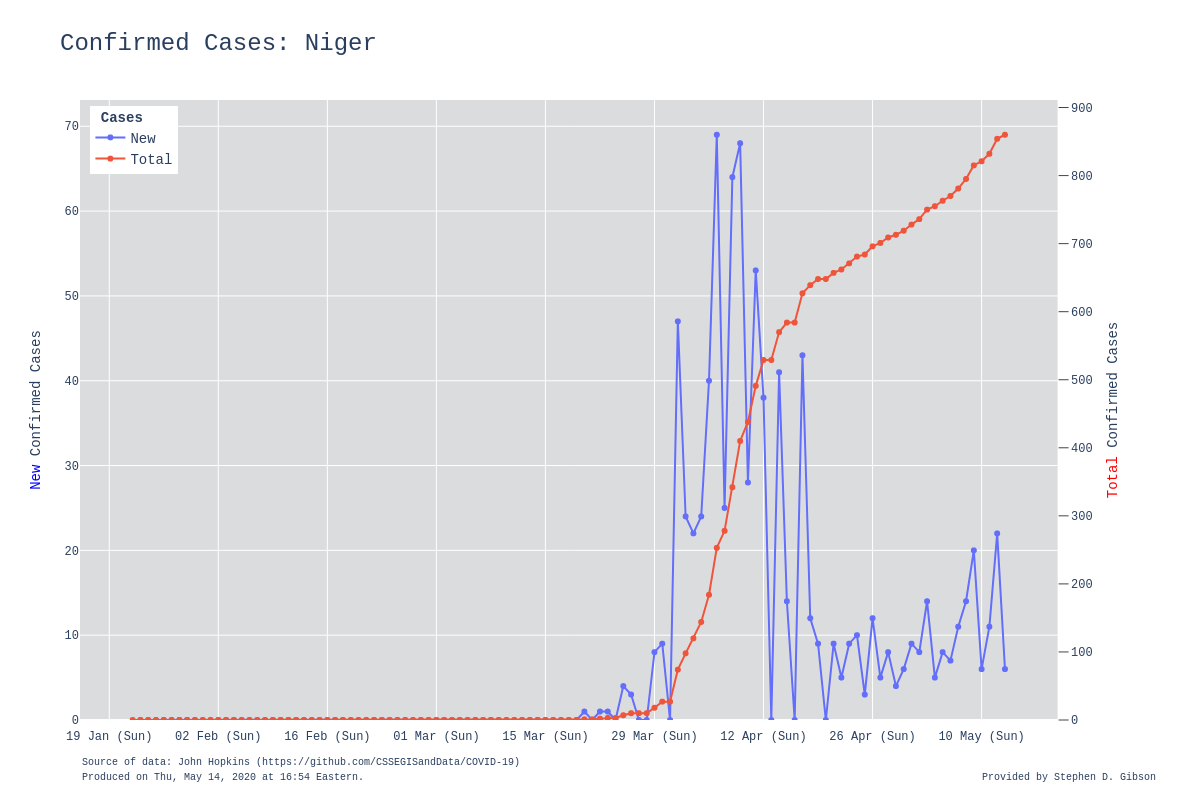 Confirmed Cases: Niger
Cases
New
Total
70
60
50
40
30
20
10
0
900
800
700
600
500
400
300
200
100
0
New Confirmed Cases
Total Confirmed Cases
19 Jan (Sun) 02 Feb (Sun) 16 Feb (Sun) 01 Mar (Sun) 15 Mar (Sun) 29 Mar (Sun) 12 Apr (Sun) 26 Apr (Sun) 10 May (Sun)
Source of data: John Hopkins (https://github.com/CSSEGISandData/COVID-19)
Produced on Thu, May 14, 2020 at 16:54 Eastern.
Provided by Stephen D. Gibson